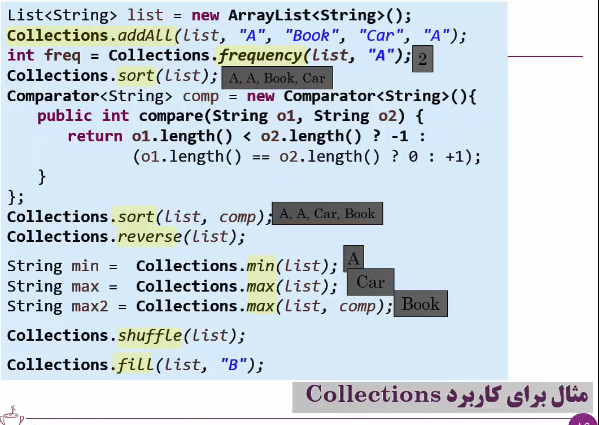 List<String> list = new ArrayList<String>();
Collections.addAll(list, "A", "Book", "Car", "A");
int freq = Collections.frequency(list, "A"); 2
Collections.sort(list); A, A, Book, Car
Comparator<String> comp = new Comparator<String>(){
public int compare(String o1, String o2) {
return o1.length() < o2.length() ? -1 :
(o1.length() == o2.length() ? 0 : +1);
}
};
Collections.sort(list, comp); A, A, Car, Book
Collections.reverse(list);
String min = Collections.min(list); A
String max = Collections.max(list); Car
String max2 = Collections.max(list, comp); Book
Collections.shuffle(list);
Collections.fill(list, "B");
مثال برای کاربرد Collections